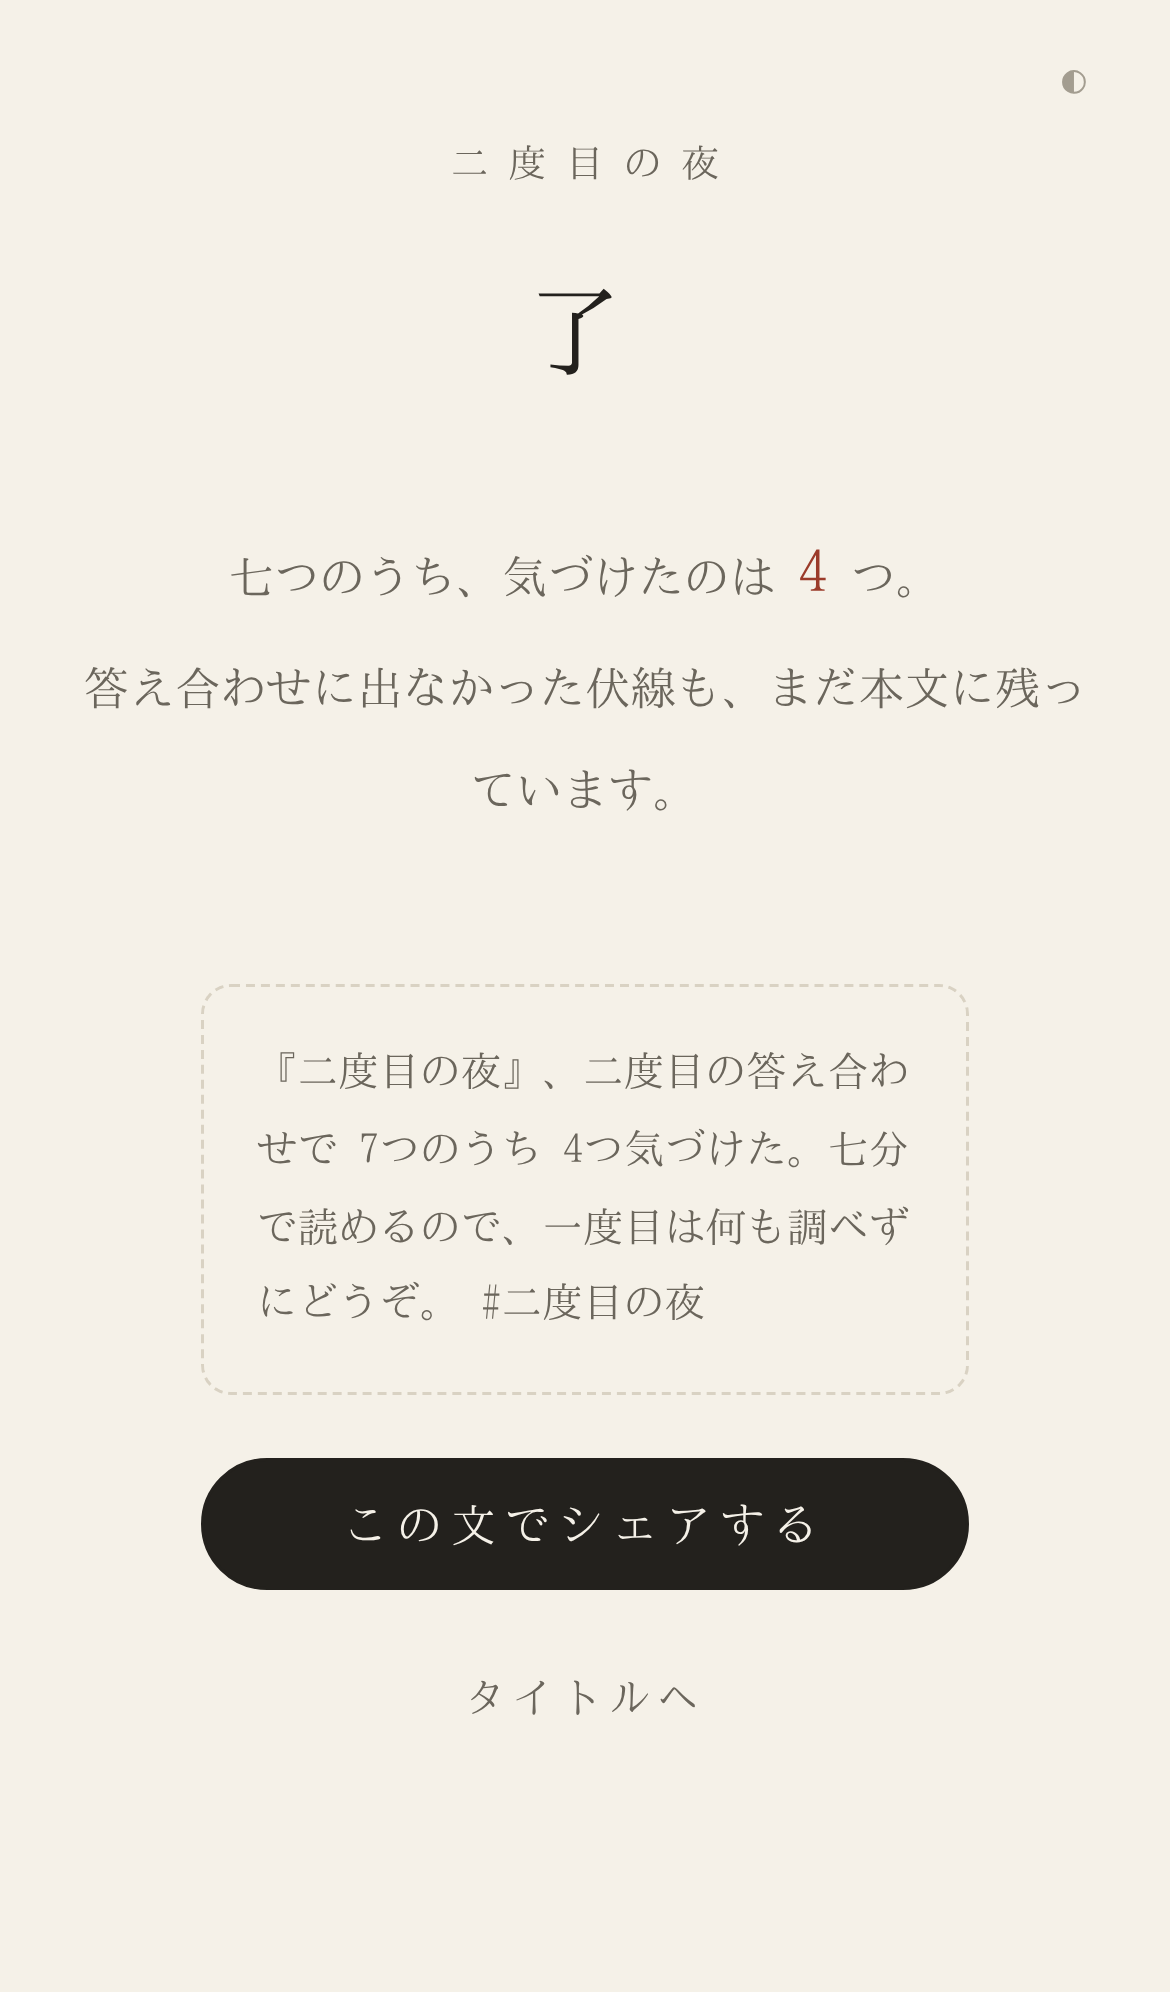 二度目の夜
了
七つのうち、気づけたのは 4 つ。
答え合わせに出なかった伏線も、まだ本文に残っ
ています。
『二度目の夜』、二度目の答え合わ
せで 7つのうち 4つ気づけた。七分
で読めるので、一度目は何も調べず
にどうぞ。 #二度目の夜
この文でシェアする
タイトルへ